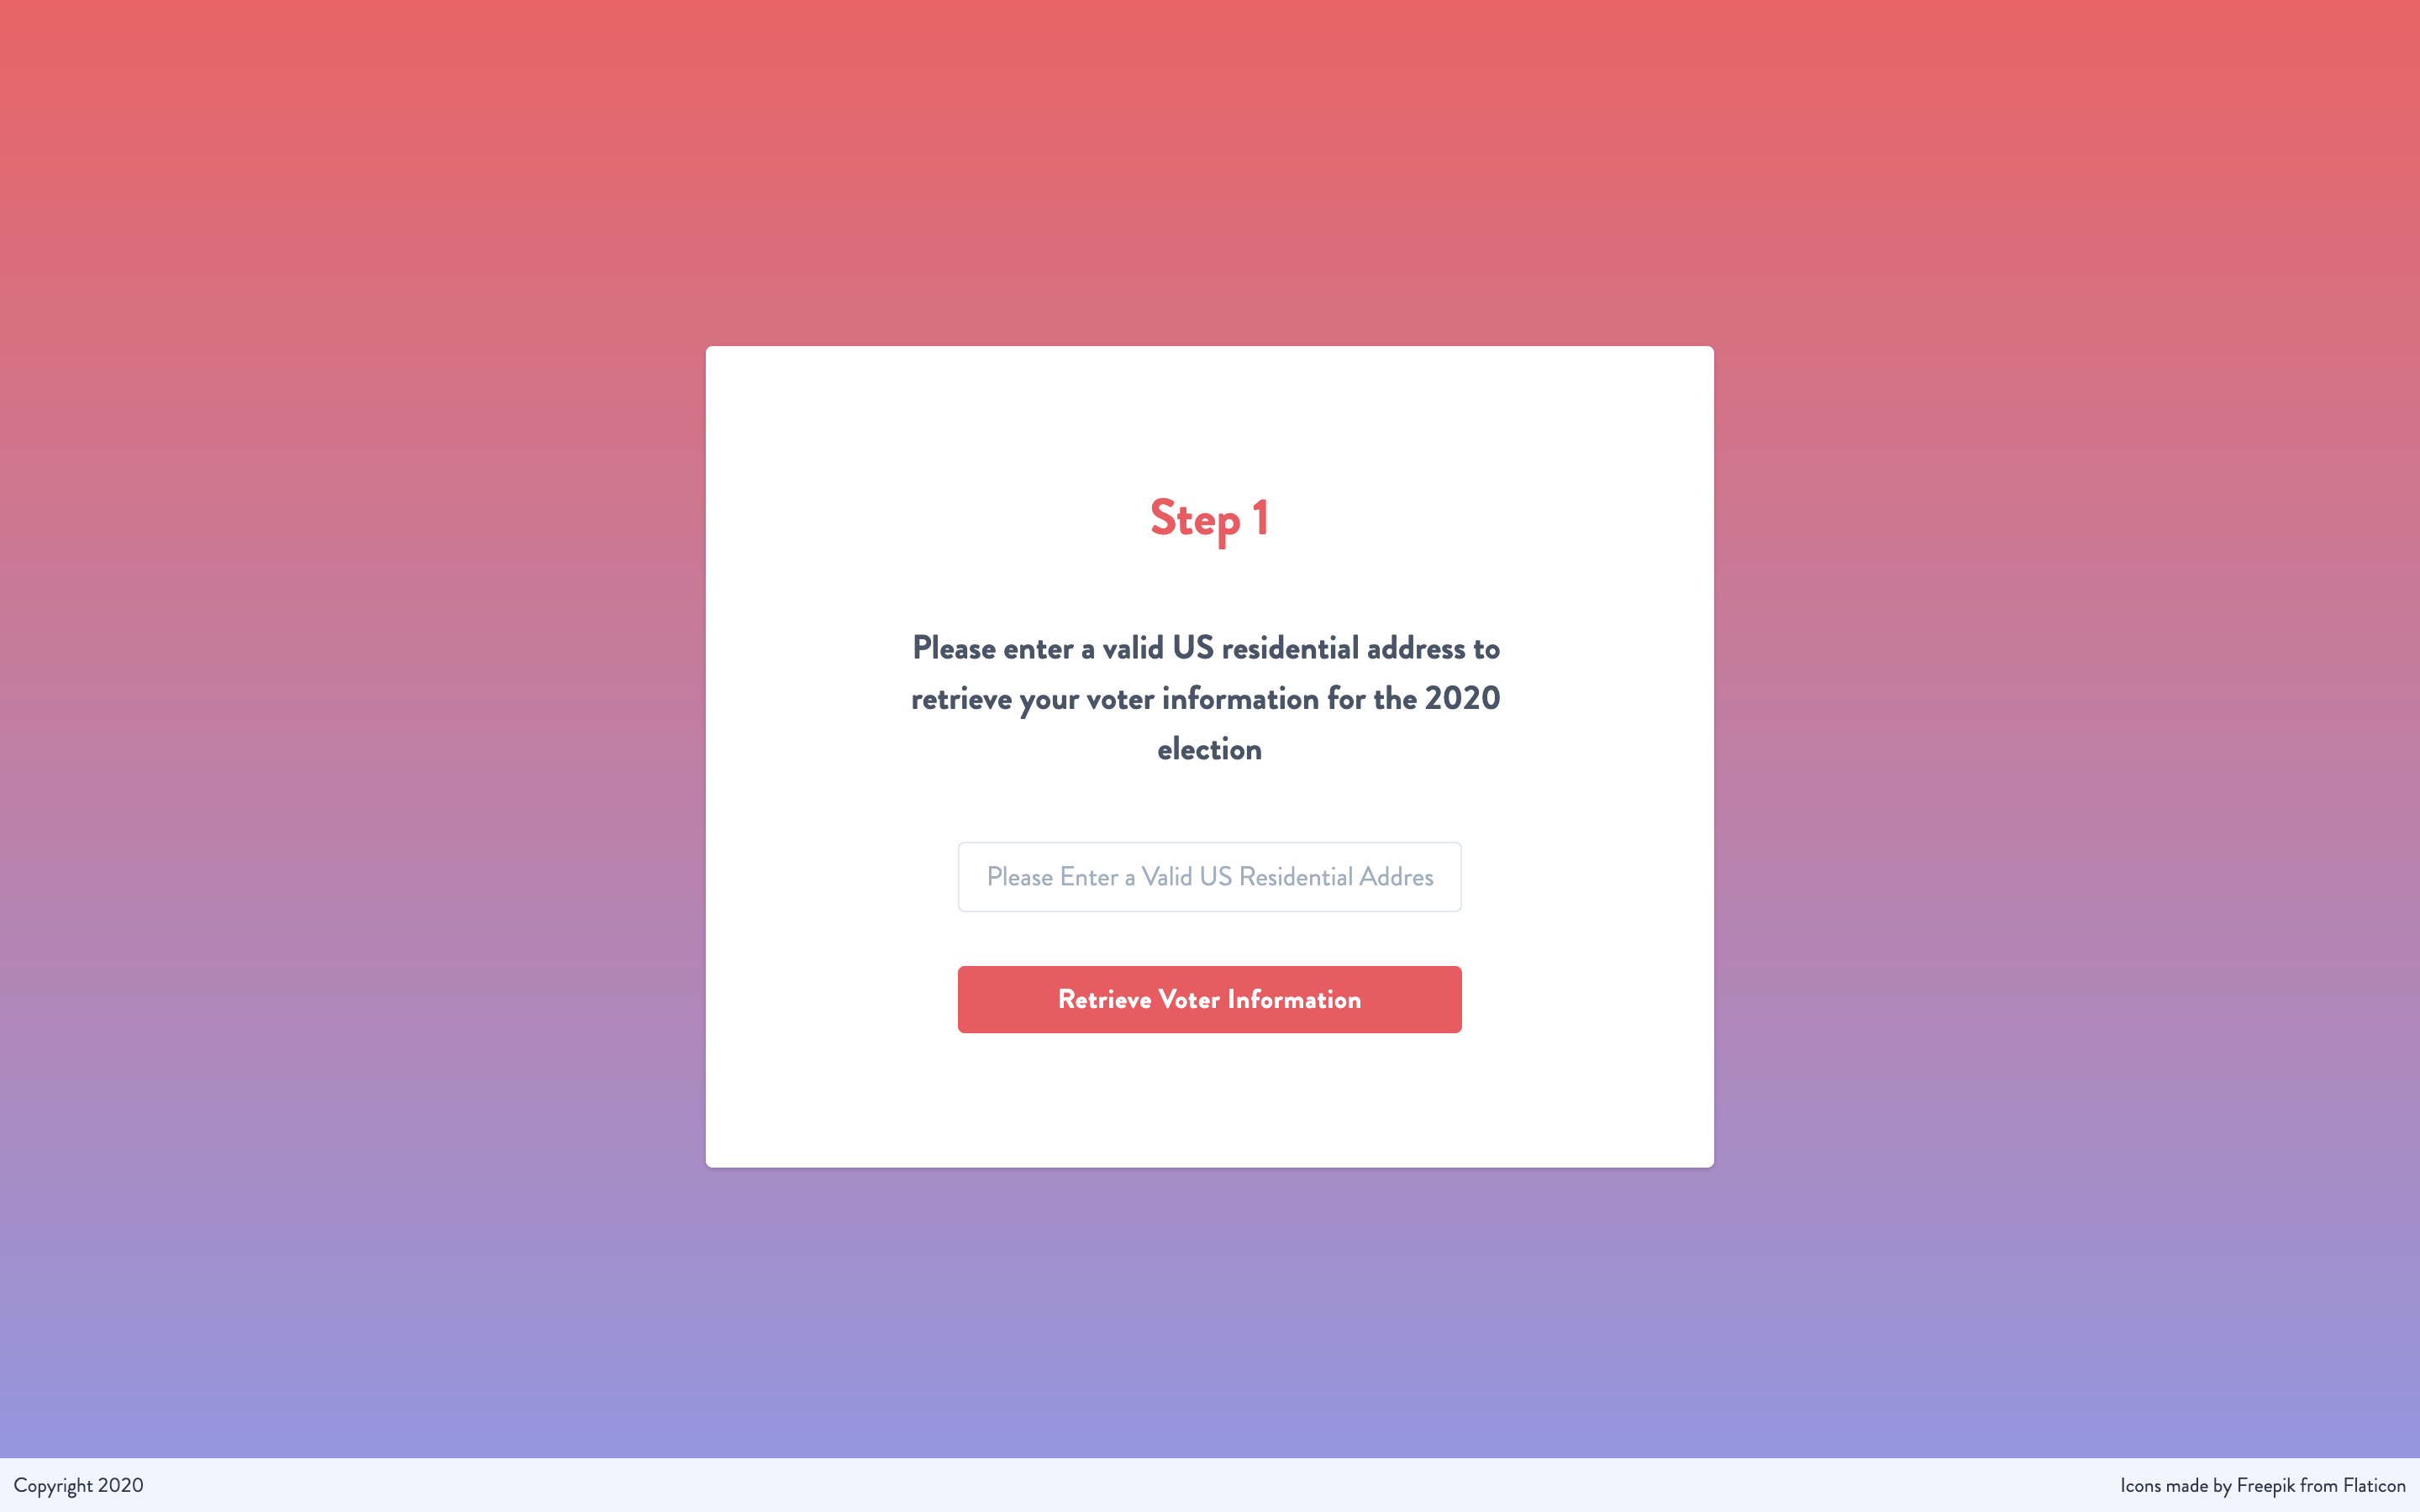 Step 1
Please enter a valid US residential address to
retrieve your voter information for the 2020
election
Please Enter a Valid US Residential Addres
Retrieve Voter Information
Copyright 2020
Icons made by Freepik from Flaticon